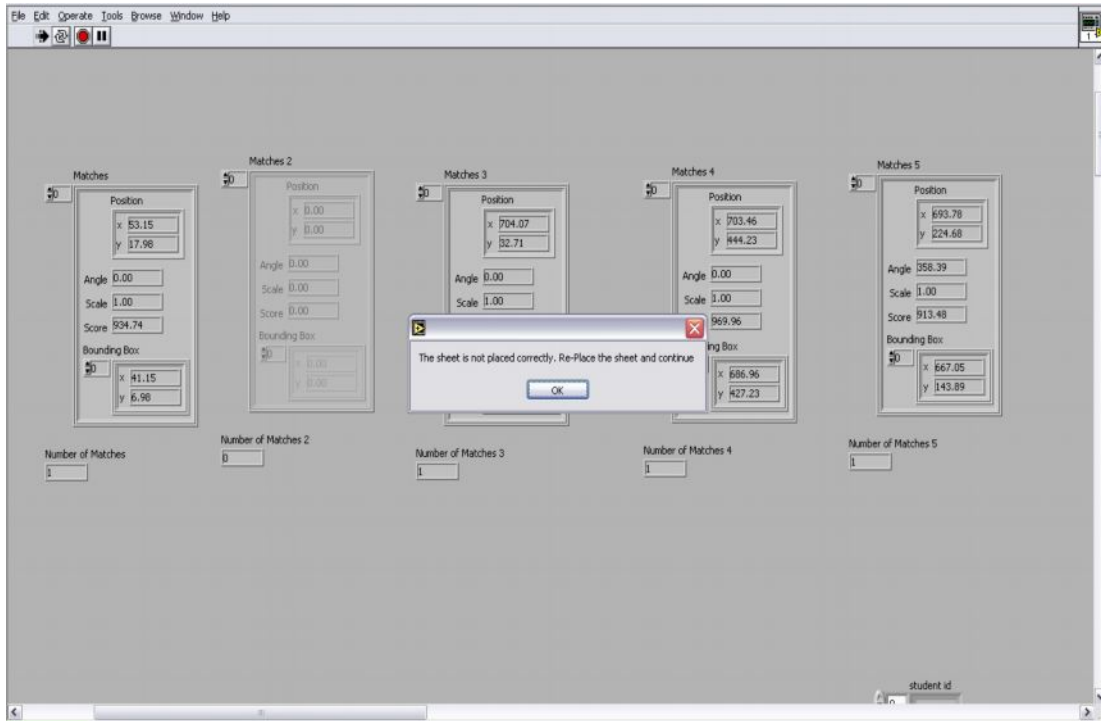 File Edit Operate Tools Browse Window Help
1
Matches
0
Position
x 53.15
y 17.98
Angle 0.00
Scale 1.00
Score 934.74
Bounding Box
0
x 41.15
y 6.98
Number of Matches
1
Matches 2
0
Position
x 0.00
y 0.00
Angle 0.00
Scale 0.00
Score 0.00
Bounding Box
0
x 0.00
y 0.00
Number of Matches 2
0
Matches 3
0
Position
x 704.07
y 32.71
Angle 0.00
Scale 1.00
Number of Matches 3
1
The sheet is not placed correctly. Re-Place the sheet and continue
OK
Matches 4
0
Position
x 703.46
y 444.23
Angle 0.00
Scale 1.00
969.96
ing Box
x 686.96
y 427.23
Number of Matches 4
1
Matches 5
0
Position
x 693.78
y 224.68
Angle 358.39
Scale 1.00
Score 913.48
Bounding Box
0
x 667.05
y 143.89
Number of Matches 5
1
student id